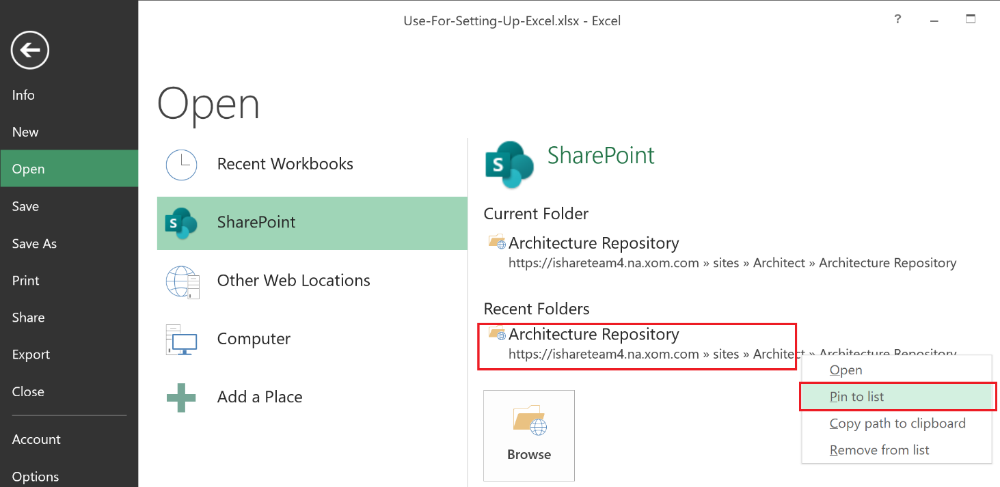 Use-For-Setting-Up-Excel.xlsx - Excel
?
Info
New
Open
Save
Save As
Print
Share
Export
Close
Account
Options
Open
Recent Workbooks
S
SharePoint
Other Web Locations
Computer
Add a Place
S
SharePoint
Current Folder
Architecture Repository
https://ishareteam4.na.xom.com » sites » Architect » Architecture Repository
Recent Folders
Architecture Repository
https://ishareteam4.na.xom.com » sites » Architect » Architecture Repository
Browse
Open
Pin to list
Copy path to clipboard
Remove from list